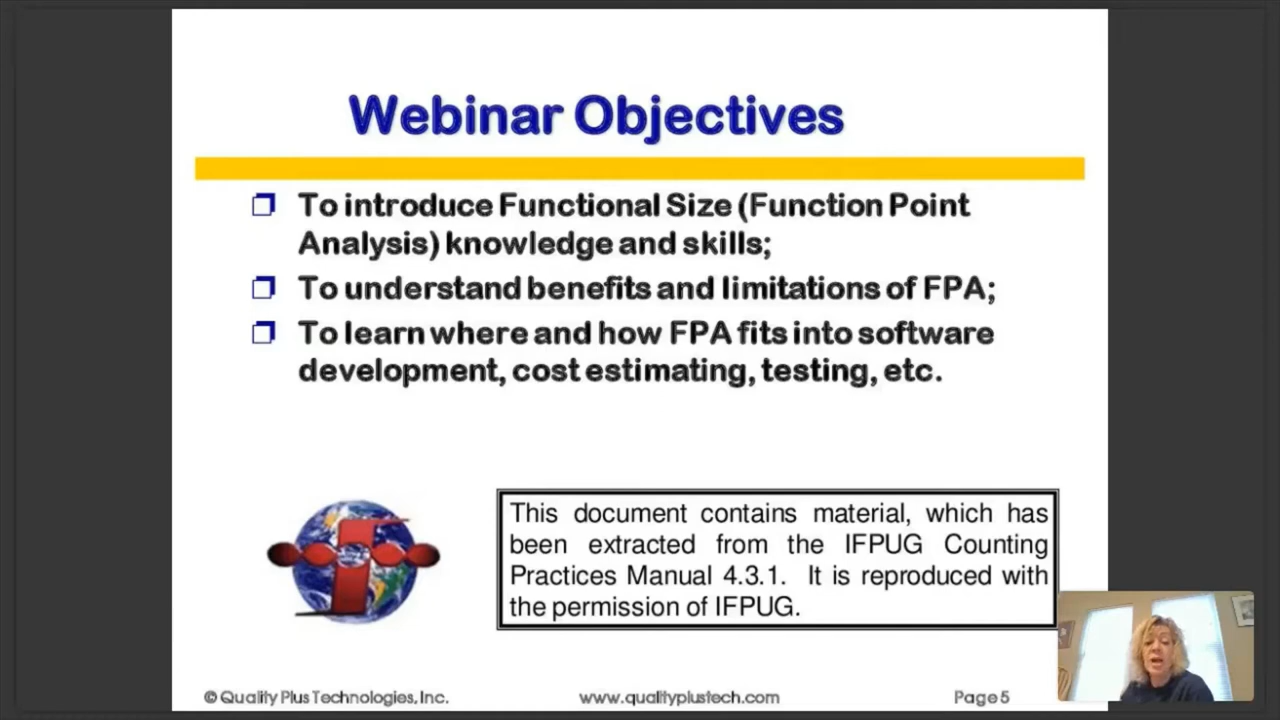 Webinar Objectives
To introduce Functional Size (Function Point
Analysis) knowledge and skills;
To understand benefits and limitations of FPA;
To learn where and how FPA fits into software
development, cost estimating, testing, etc.
This document contains material, which has
been extracted from the IFPUG Counting
Practices Manual 4.3.1. It is reproduced with
the permission of IFPUG.
© Quality Plus Technologies, Inc.
www.qualityplustech.com
Page 5